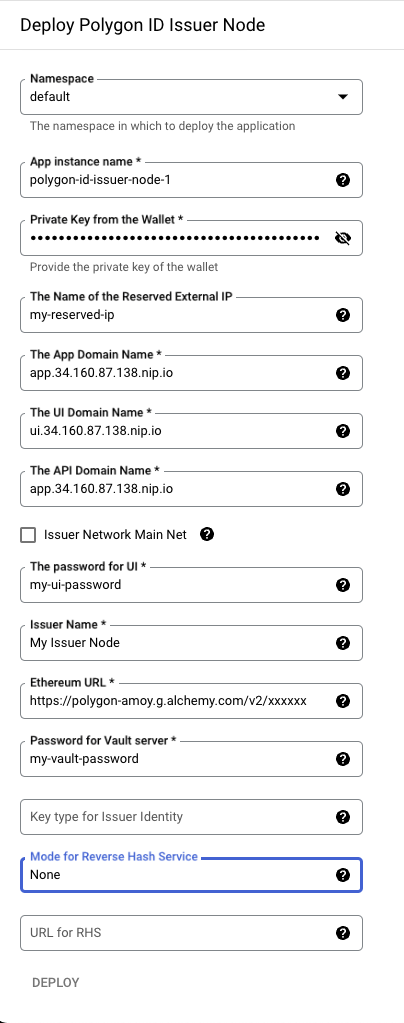 Deploy Polygon ID Issuer Node
Namespace
default
The namespace in which to deploy the application
App instance name *
polygon-id-issuer-node-1
Private Key from the Wallet *
Provide the private key of the wallet
The Name of the Reserved External IP
my-reserved-ip
The App Domain Name *
app.34.160.87.138.nip.io
The UI Domain Name *
ui.34.160.87.138.nip.io
The API Domain Name *
app.34.160.87.138.nip.io
Issuer Network Main Net
The password for UI *
my-ui-password
Issuer Name *
My Issuer Node
Ethereum URL *
https://polygon-amoy.g.alchemy.com/v2/xxxxxx
Password for Vault server *
my-vault-password
Key type for Issuer Identity
Mode for Reverse Hash Service
None
URL for RHS
DEPLOY